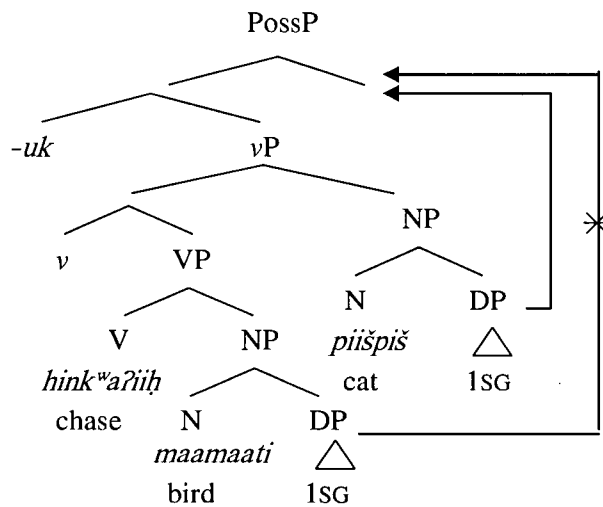 PossP
-uk vP
v VP NP
V NP N DP
hinkʷaʔiiḥ piišpiš 1SG
chase N DP cat
maamaati
bird 1SG